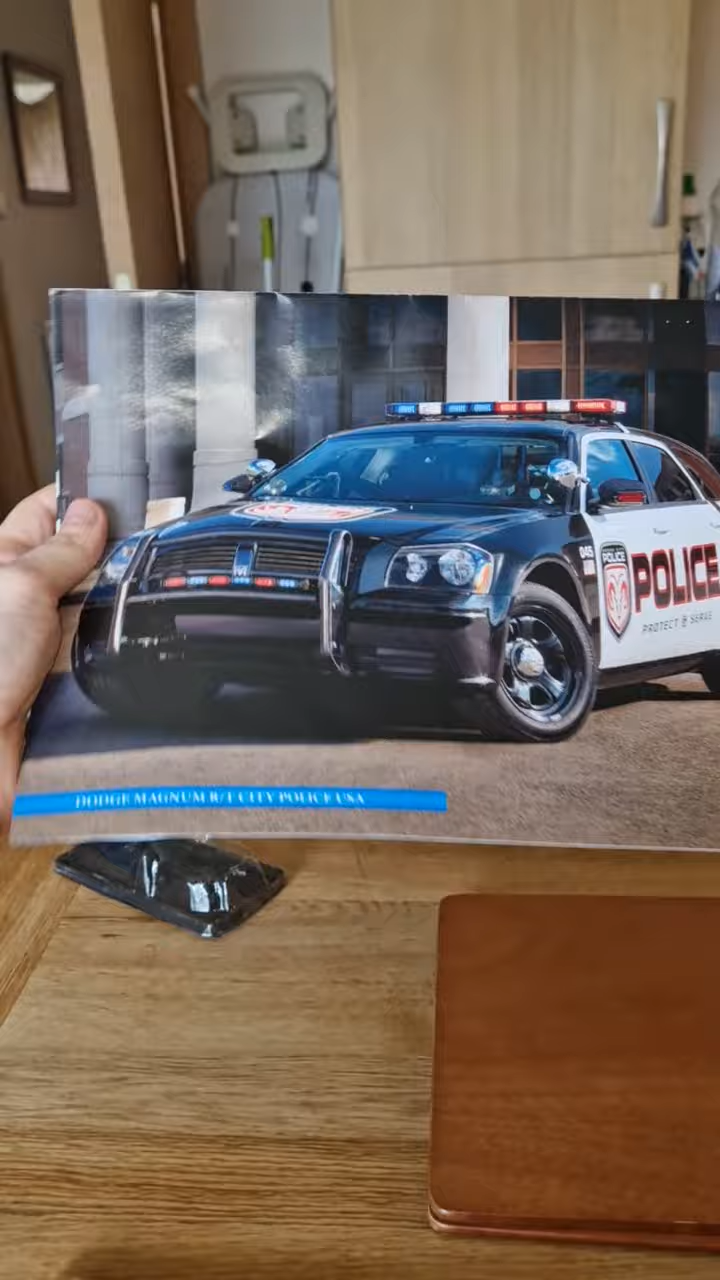 045
POLICE
POLICE
PROTECT @ SERVE
DODGE MAGNUM R/T CITY POLICE USA